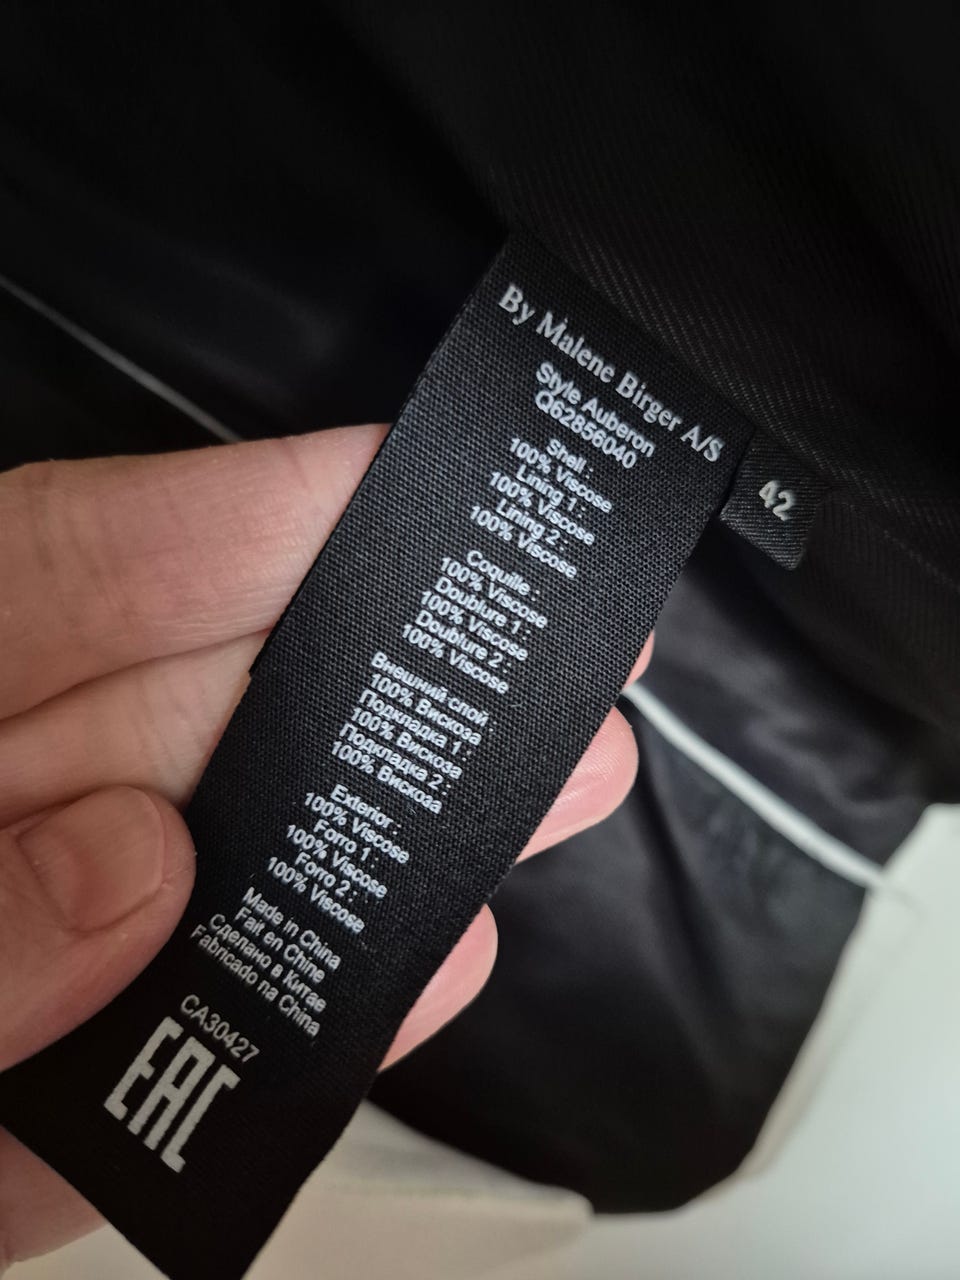 By Malene Birger A/S
Style Auberon
Q62856040
Shell :
100% Viscose
Lining 1 :
100% Viscose
Lining 2 :
100% Viscose
Coquille :
100% Viscose
Doublure 1 :
100% Viscose
Doublure 2 :
100% Viscose
Внешний слой :
100% Вискоза
Подкладка 1 :
100% Вискоза
Подкладка 2 :
100% Вискоза
Exterior :
100% Viscose
Forro 1 :
100% Viscose
Forro 2 :
100% Viscose
Made in China
Fait en Chine
Сделано в Китае
Fabricado na China
CA30427
EAC
42